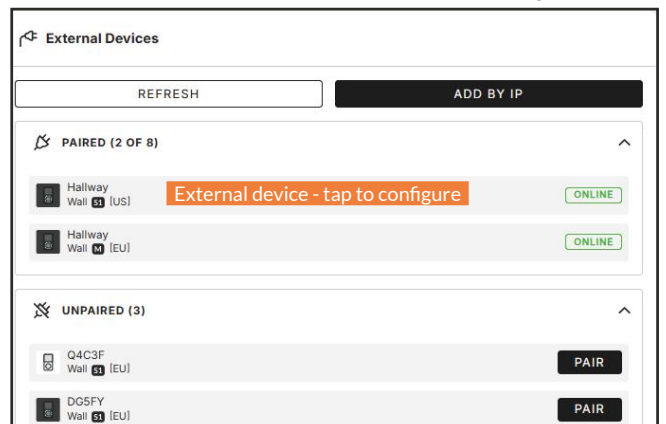 External Devices
REFRESH
ADD BY IP
PAIRED (2 OF 8)
Hallway
Wall S1 [US]
External device - tap to configure
ONLINE
Hallway
Wall M [EU]
ONLINE
UNPAIRED (3)
Q4C3F
Wall S1 [EU]
PAIR
DG5FY
Wall S1 [EU]
PAIR